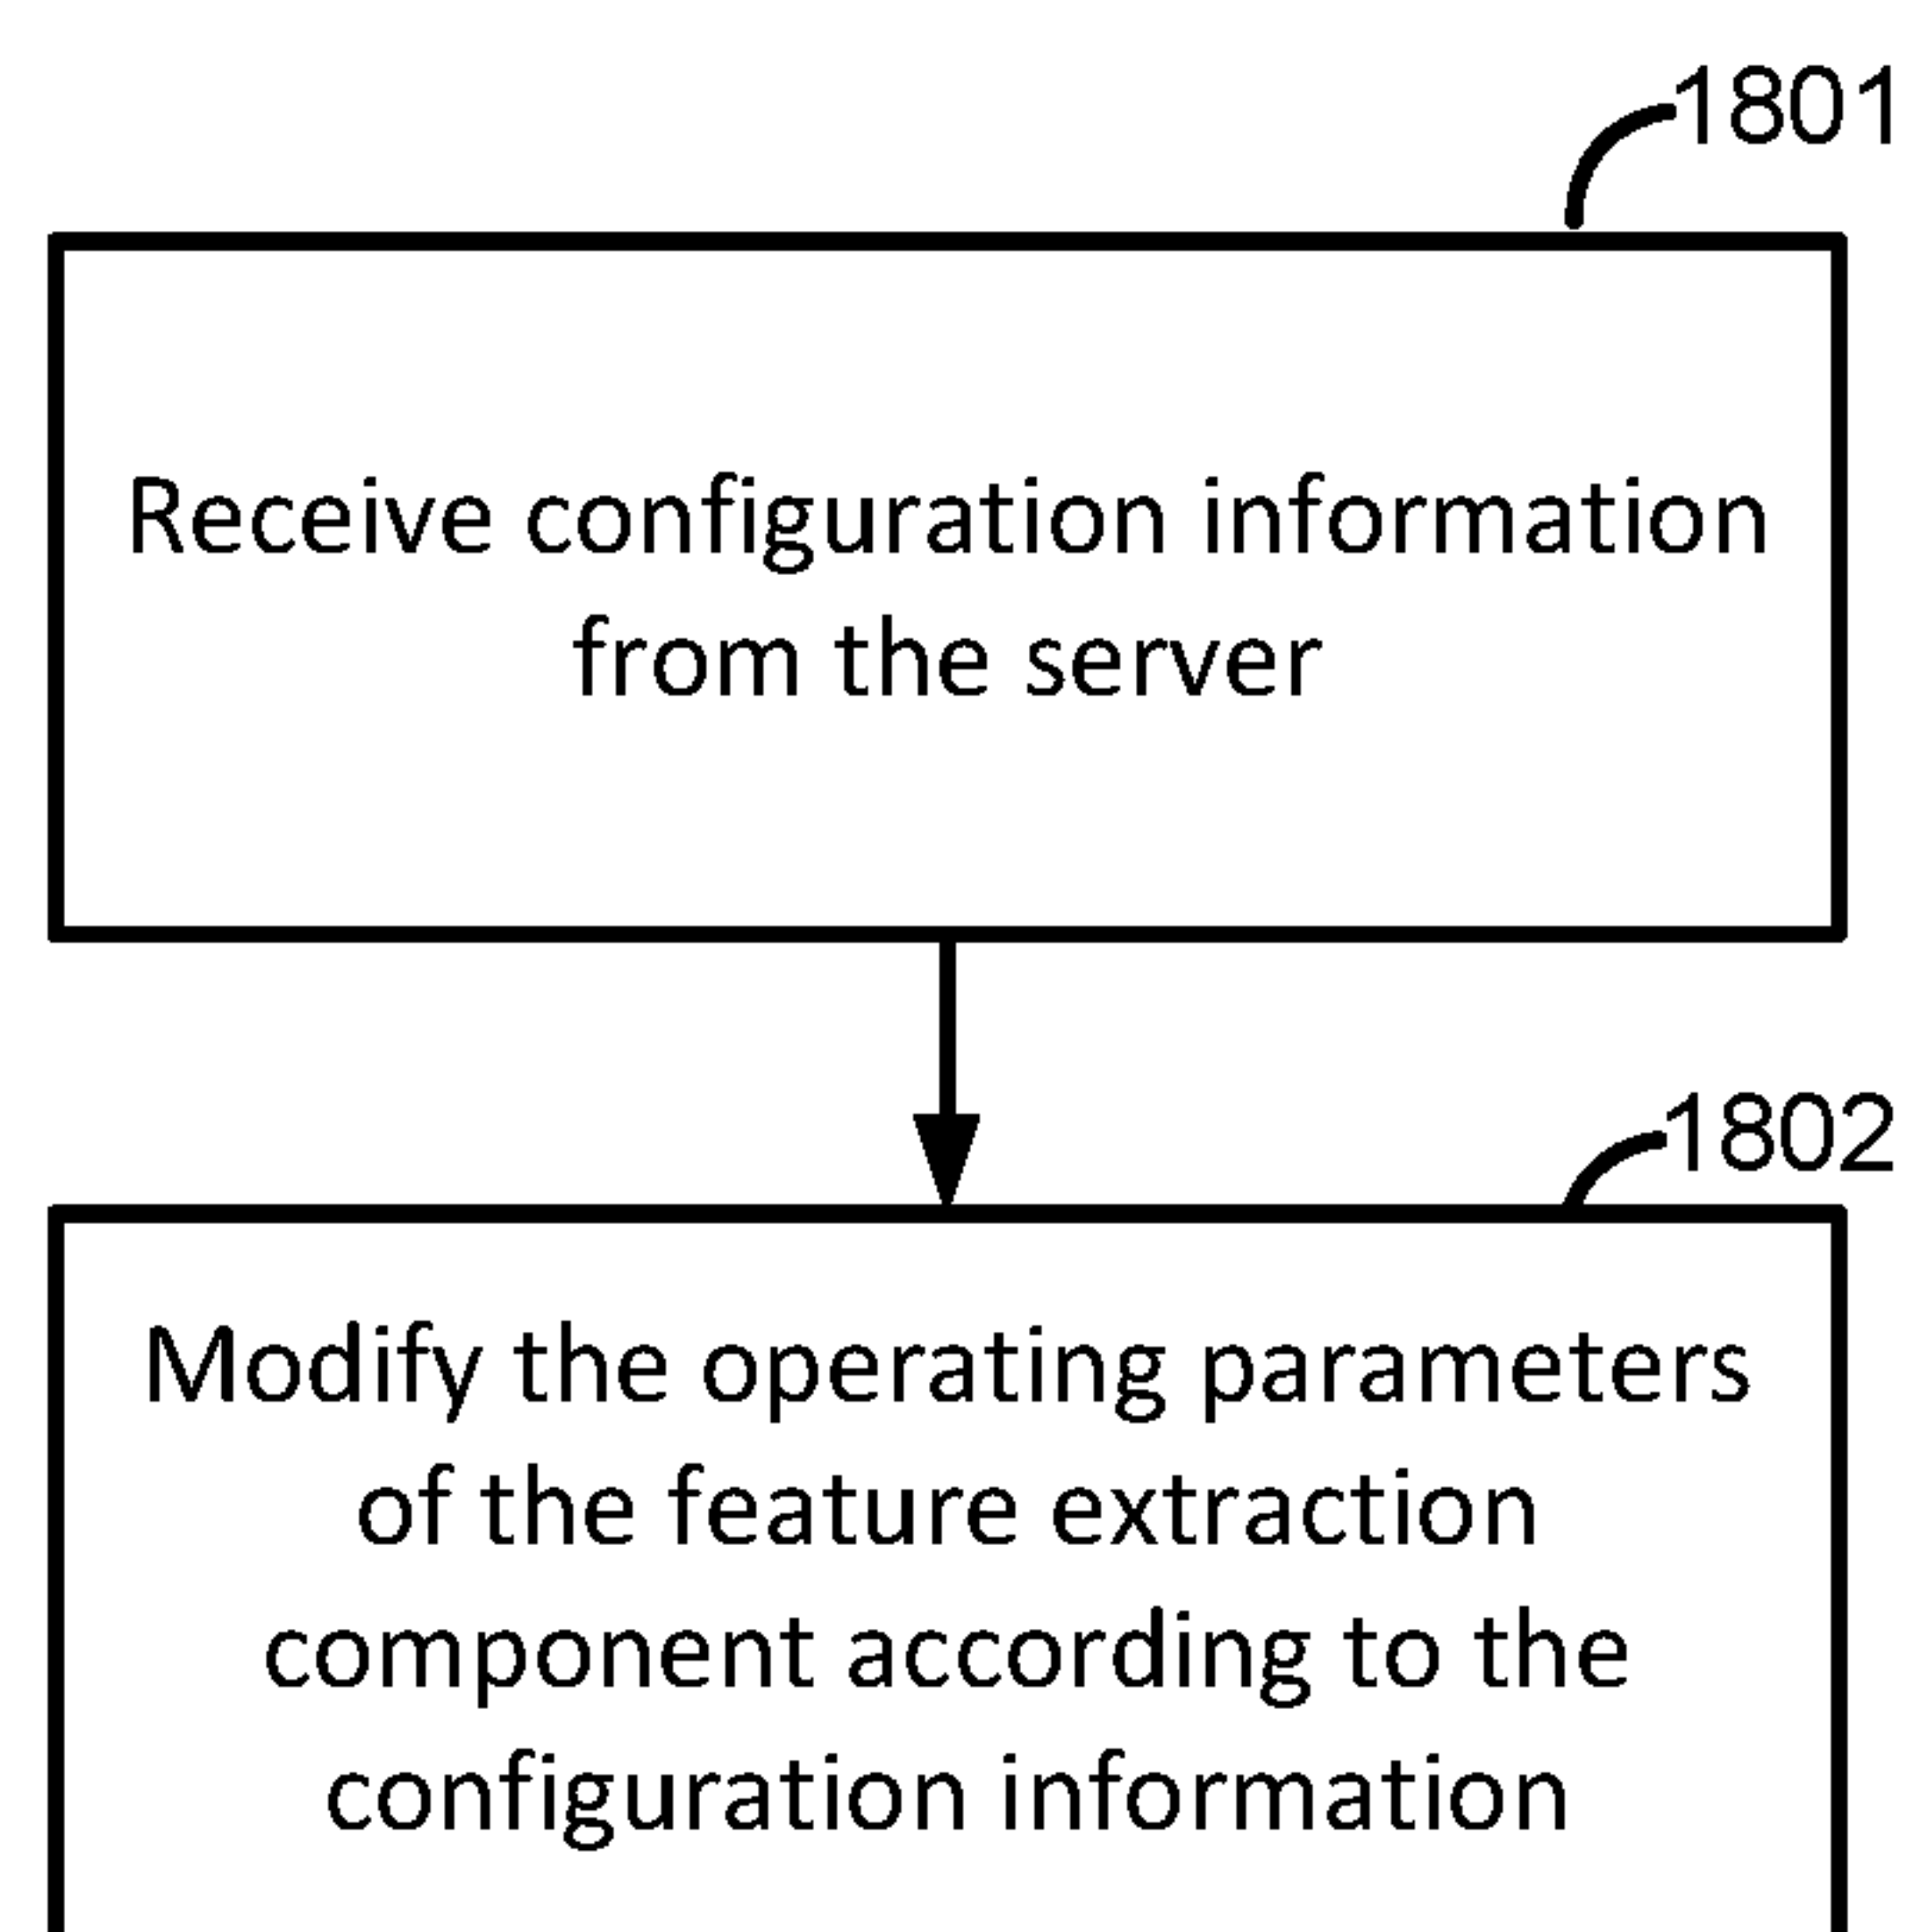 1801
Receive configuration information
from the server
1802
Modify the operating parameters
of the feature extraction
component according to the
configuration information